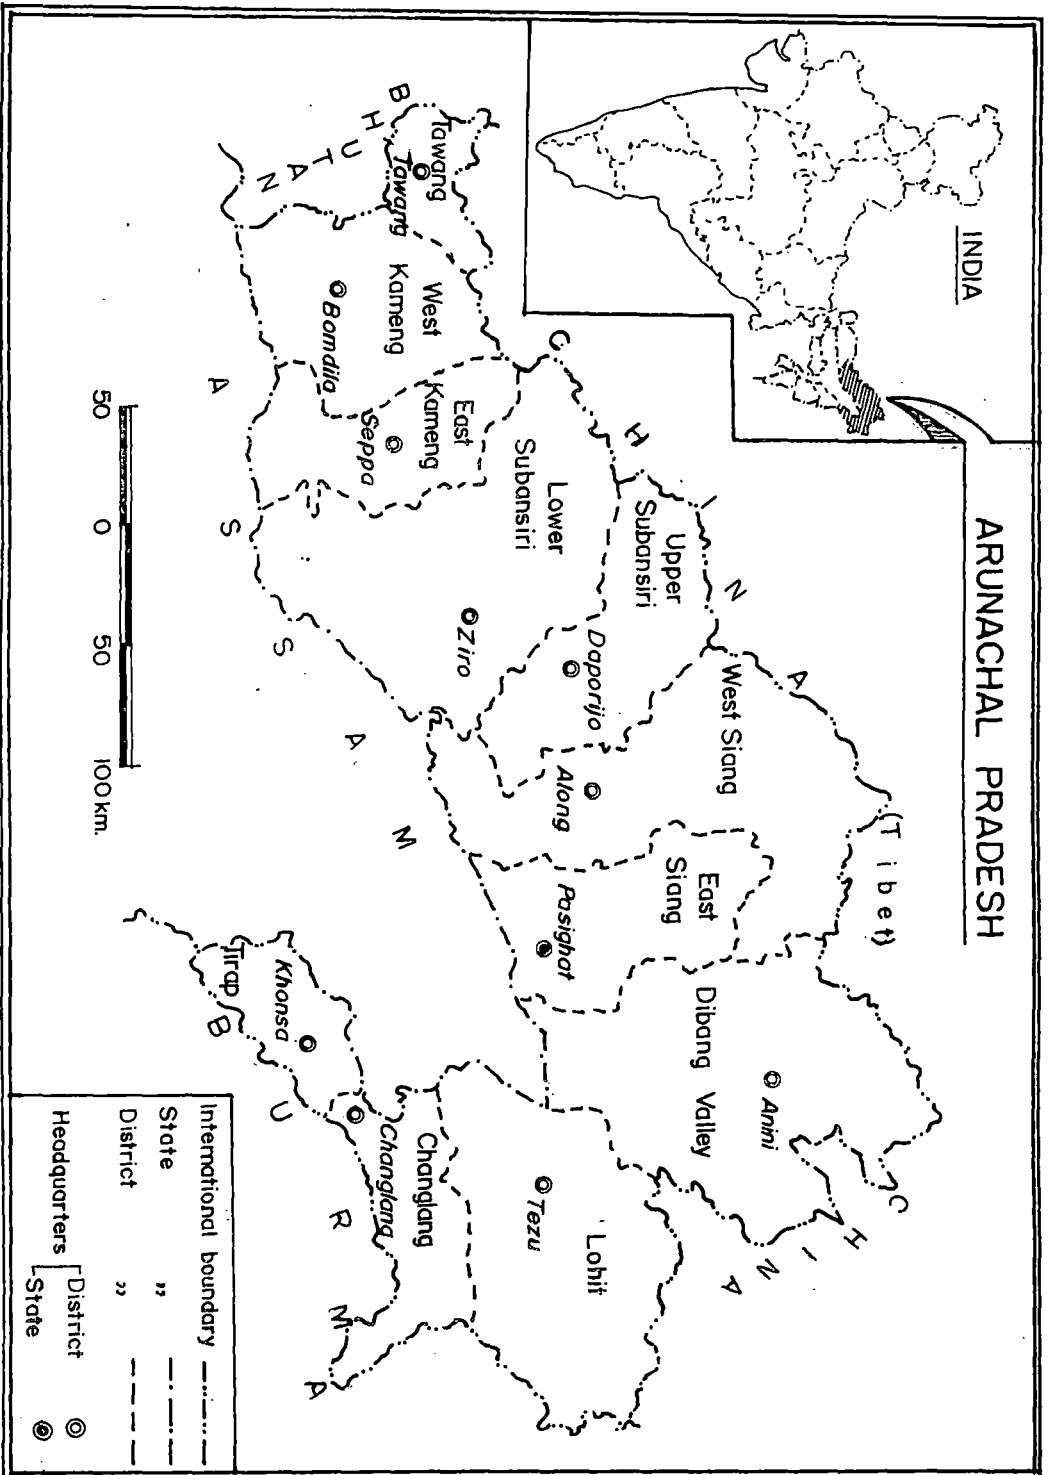 ARUNACHAL PRADESH
INDIA
CHINA
(Tibet)
CHINA
BHUTAN
ASSAM
BURMA
Tawang
Tawang
West
Kameng
Bomdila
East
Kameng
Seppa
Lower
Subansiri
Ziro
Upper
Subansiri
Daporijo
West Siang
Along
East
Siang
Pasighat
Dibang Valley
Anini
Lohit
Tezu
Changlang
Changlang
Tirap
Khonsa
50 0 50 100 km.
International boundary
State ”
District ”
Headquarters District
State